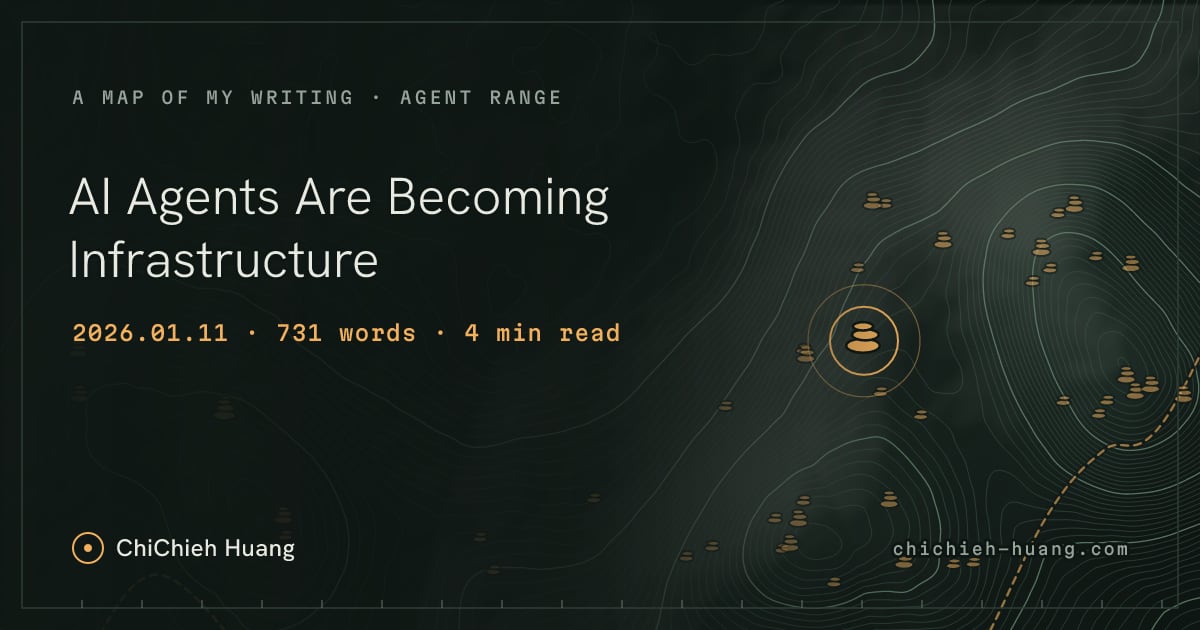 A MAP OF MY WRITING · AGENT RANGE
AI Agents Are Becoming
Infrastructure
2026.01.11 · 731 words · 4 min read
ChiChieh Huang
chichieh-huang.com